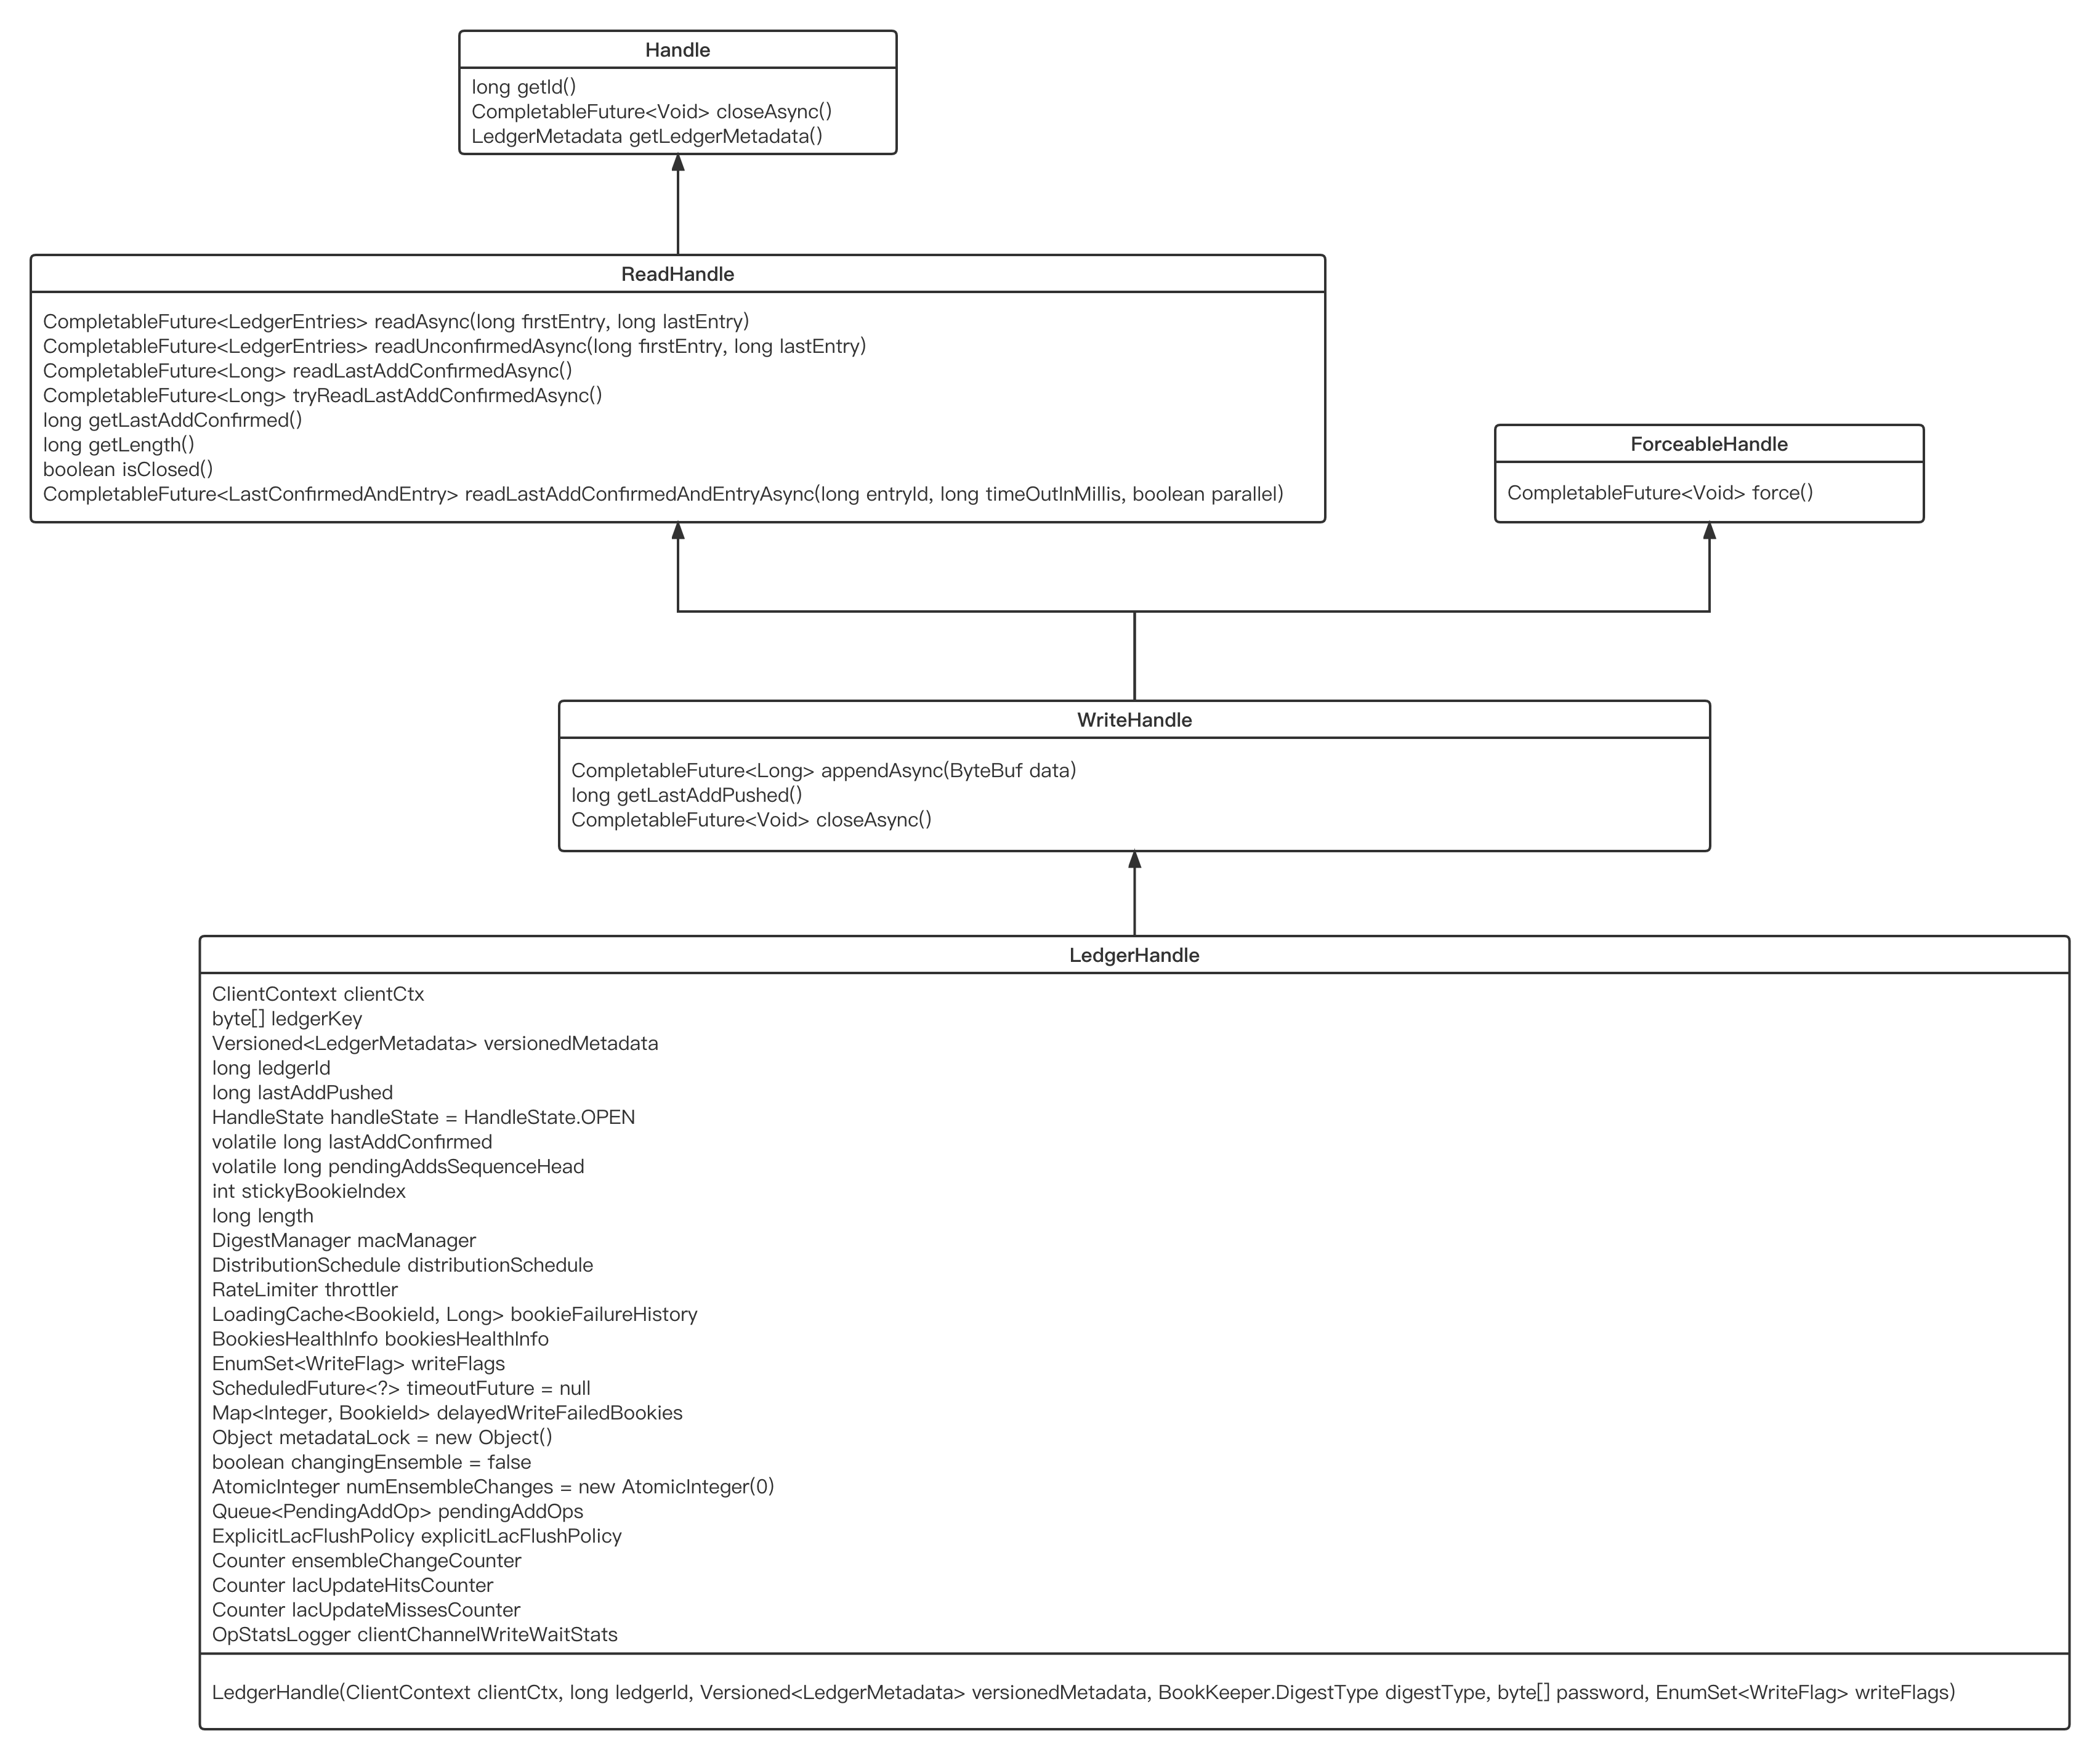 Handle
long getId()
CompletableFuture<Void> closeAsync()
LedgerMetadata getLedgerMetadata()
ReadHandle
CompletableFuture<LedgerEntries> readAsync(long firstEntry, long lastEntry)
CompletableFuture<LedgerEntries> readUnconfirmedAsync(long firstEntry, long lastEntry)
CompletableFuture<Long> readLastAddConfirmedAsync()
CompletableFuture<Long> tryReadLastAddConfirmedAsync()
long getLastAddConfirmed()
long getLength()
boolean isClosed()
CompletableFuture<LastConfirmedAndEntry> readLastAddConfirmedAndEntryAsync(long entryId, long timeOutInMillis, boolean parallel)
ForceableHandle
CompletableFuture<Void> force()
WriteHandle
CompletableFuture<Long> appendAsync(ByteBuf data)
long getLastAddPushed()
CompletableFuture<Void> closeAsync()
LedgerHandle
ClientContext clientCtx
byte[] ledgerKey
Versioned<LedgerMetadata> versionedMetadata
long ledgerId
long lastAddPushed
HandleState handleState = HandleState.OPEN
volatile long lastAddConfirmed
volatile long pendingAddsSequenceHead
int stickyBookieIndex
long length
DigestManager macManager
DistributionSchedule distributionSchedule
RateLimiter throttler
LoadingCache<BookieId, Long> bookieFailureHistory
BookiesHealthInfo bookiesHealthInfo
EnumSet<WriteFlag> writeFlags
ScheduledFuture<?> timeoutFuture = null
Map<Integer, BookieId> delayedWriteFailedBookies
Object metadataLock = new Object()
boolean changingEnsemble = false
AtomicInteger numEnsembleChanges = new AtomicInteger(0)
Queue<PendingAddOp> pendingAddOps
ExplicitLacFlushPolicy explicitLacFlushPolicy
Counter ensembleChangeCounter
Counter lacUpdateHitsCounter
Counter lacUpdateMissesCounter
OpStatsLogger clientChannelWriteWaitStats
LedgerHandle(ClientContext clientCtx, long ledgerId, Versioned<LedgerMetadata> versionedMetadata, BookKeeper.DigestType digestType, byte[] password, EnumSet<WriteFlag> writeFlags)